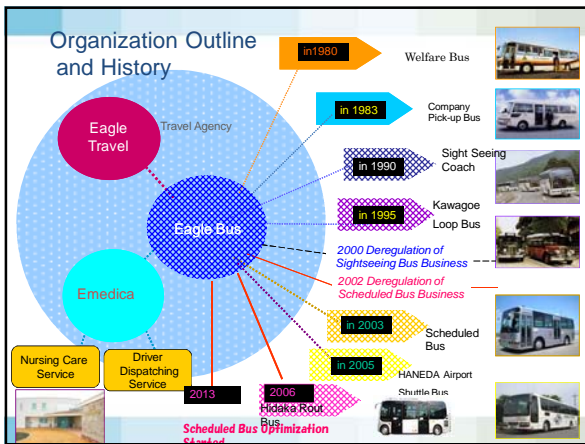 Organization Outline
and History
in1980
Welfare Bus
in 1983
Company
Pick-up Bus
Eagle
Travel
Travel Agency
in 1990
Sight Seeing
Coach
in 1995
Kawagoe
Loop Bus
Eagle Bus
2000 Deregulation of
Sightseeing Bus Business
2002 Deregulation of
Scheduled Bus Business
Emedica
in 2003
Scheduled
Bus
in 2005
HANEDA Airport
Shuttle Bus
Nursing Care
Service
Driver
Dispatching
Service
2013
2006
Hidaka Rout
Bus
Scheduled Bus Optimization
Started